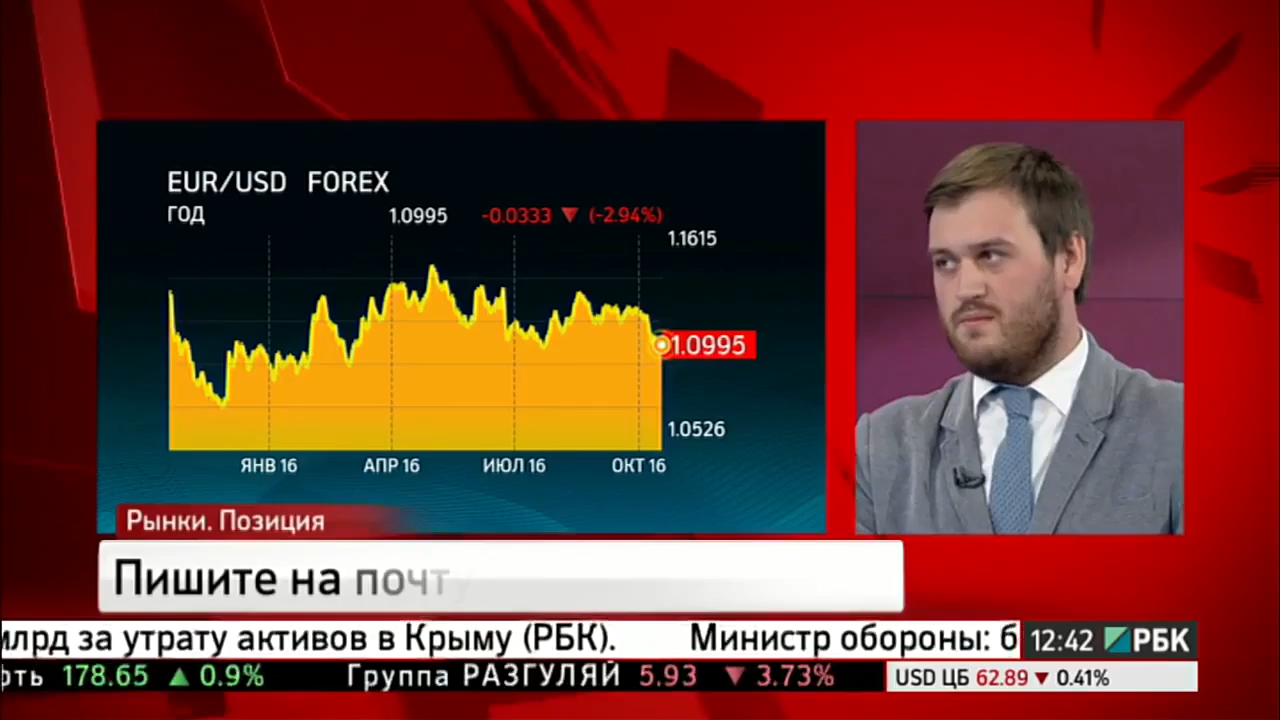 EUR/USD FOREX
ГОД 1.0995 -0.0333 ▼ (-2.94%)
1.1615
1.0995
1.0526
ЯНВ 16 АПР 16 ИЮЛ 16 ОКТ 16
Рынки. Позиция
Пишите на почт
млрд за утрату активов в Крыму (РБК). Министр обороны: б
12:42 РБК
фть 178.65 ▲ 0.9% Группа РАЗГУЛЯЙ 5.93 ▼ 3.73%
USD ЦБ 62.89 ▼ 0.41%